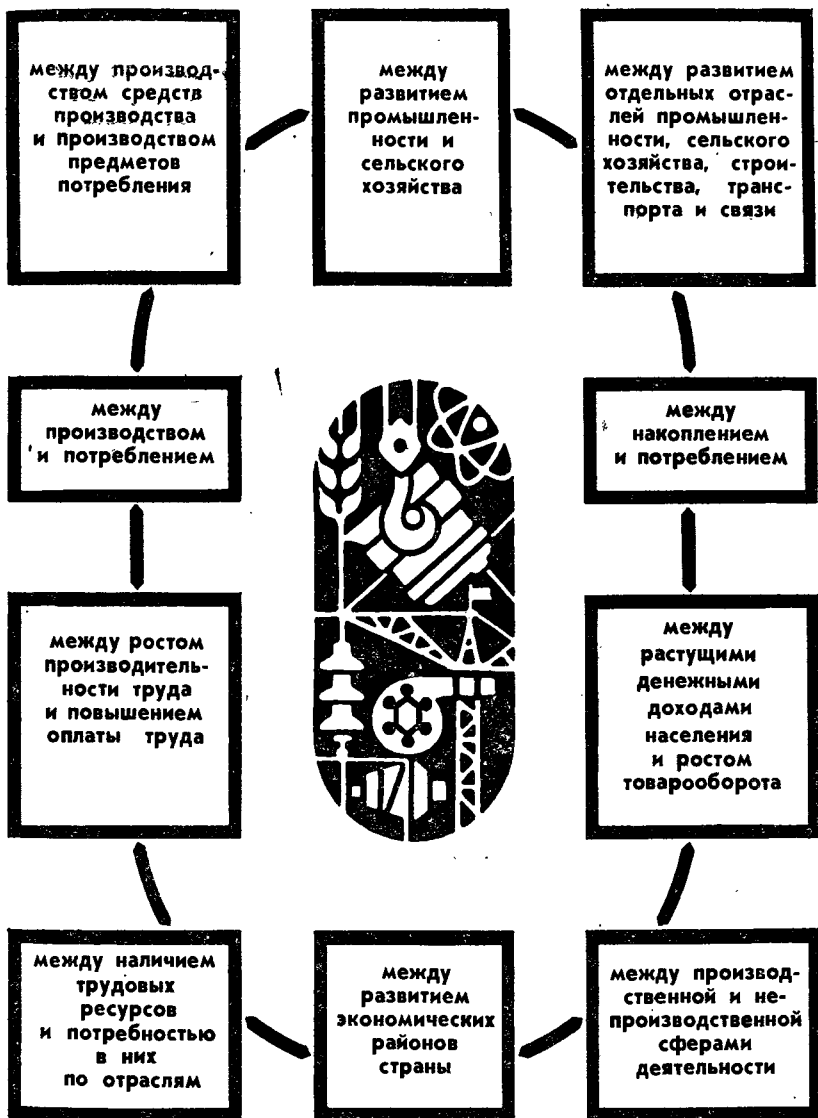 между производ-
ством средств
производства
и производством
предметов
потребления
между
развитием
промышлен-
ности и
сельского
хозяйства
между развитием
отдельных отрас-
лей промышлен-
ности, сельского
хозяйства, строи-
тельства, транс-
порта и связи
между
производством
и потреблением
между
накоплением
и потреблением
между ростом
производитель-
ности труда
и повышением
оплаты труда
между
растущими
денежными
доходами
населения
и ростом
товарооборота
между наличием
трудовых
ресурсов
и потребностью
в них
по отраслям
между
развитием
экономических
районов
страны
между производ-
ственной и не-
производственной
сферами
деятельности